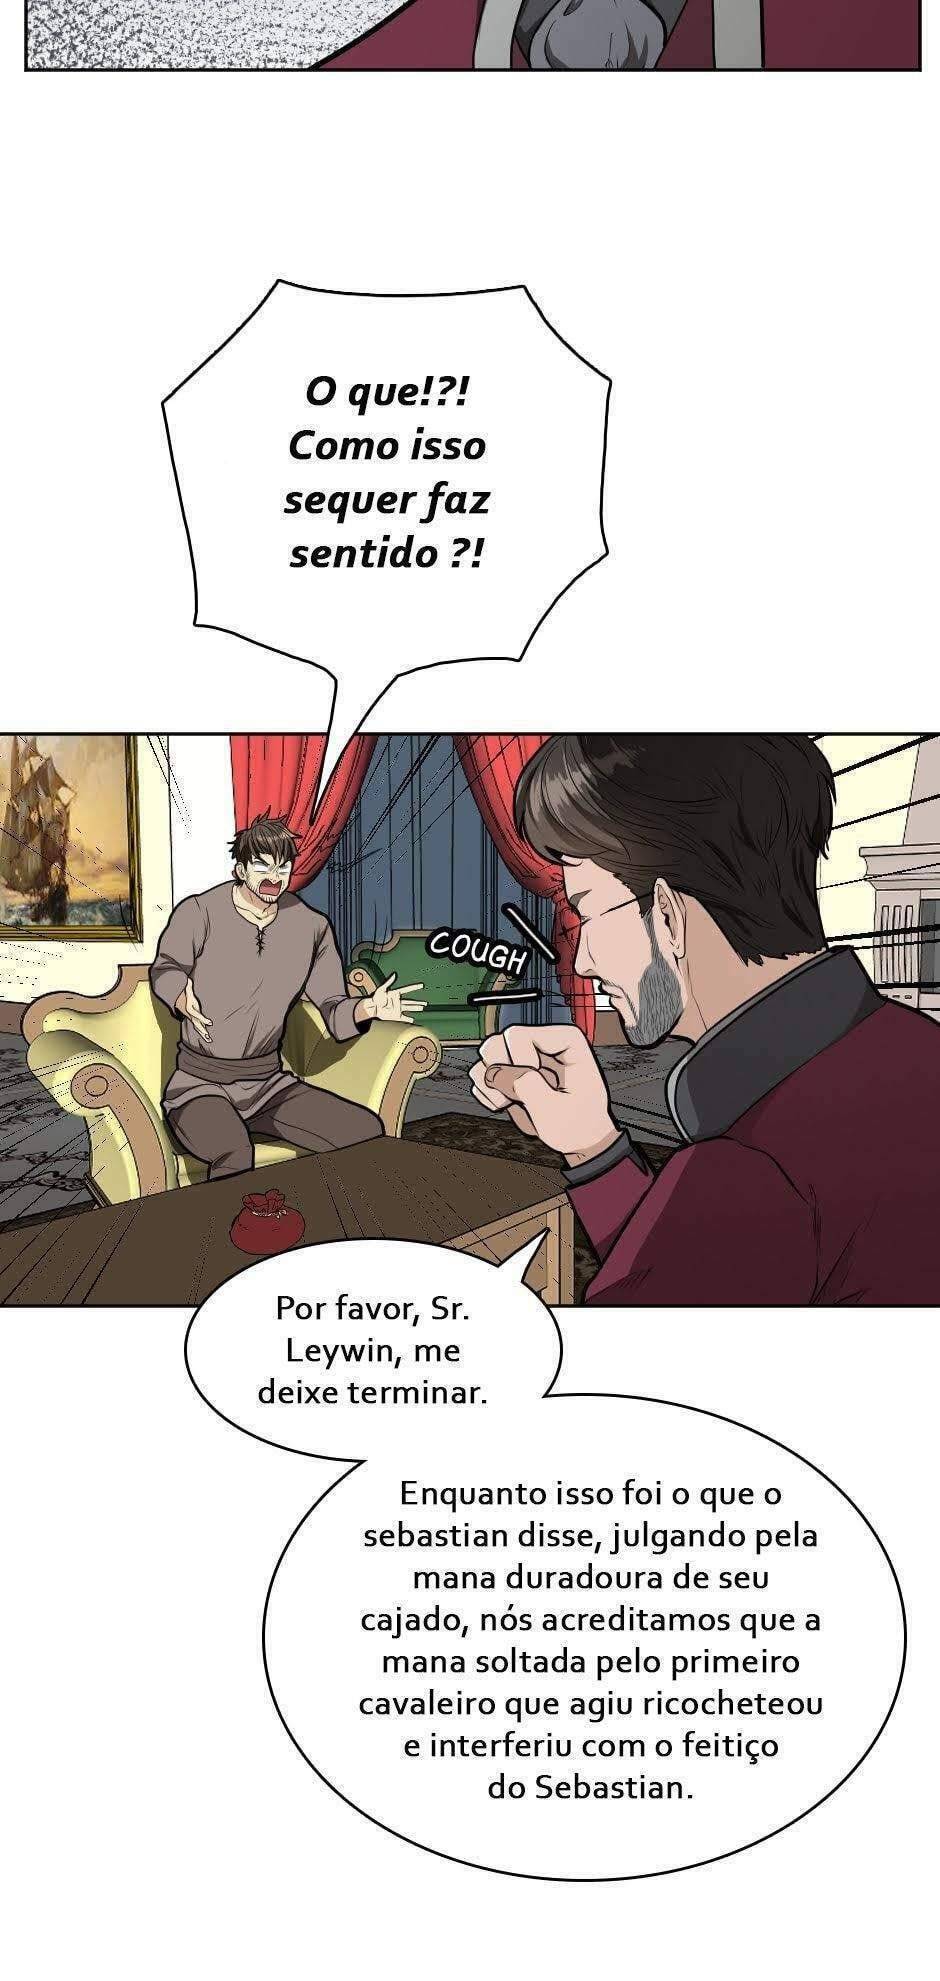 O que!?!
Como isso
sequer faz
sentido ?!
COUGH
Por favor, Sr.
Leywin, me
deixe terminar.
Enquanto isso foi o que o
sebastian disse, julgando pela
mana duradoura de seu
cajado, nós acreditamos que a
mana soltada pelo primeiro
cavaleiro que agiu ricocheteou
e interferiu com o feitiço
do Sebastian.